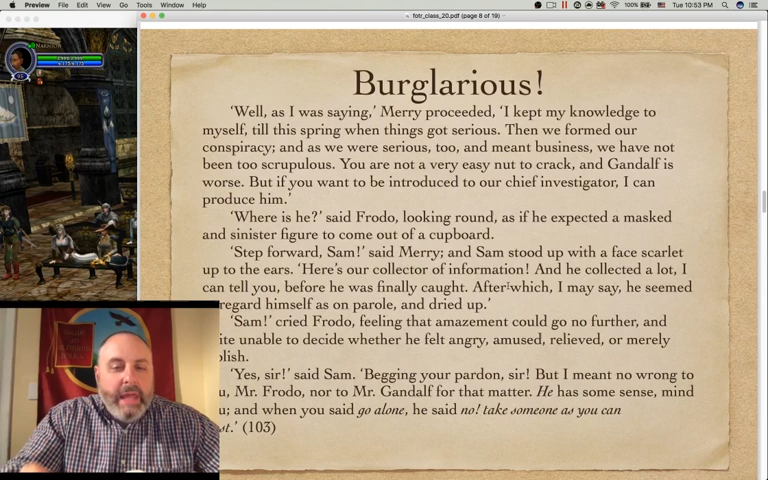 Preview File Edit View Go Tools Window Help
100% Tue 10:53 PM
fotr_class_20.pdf (page 8 of 19)
Burglarious!
‘Well, as I was saying,’ Merry proceeded, ‘I kept my knowledge to
myself, till this spring when things got serious. Then we formed our
conspiracy; and as we were serious, too, and meant business, we have not
been too scrupulous. You are not a very easy nut to crack, and Gandalf is
worse. But if you want to be introduced to our chief investigator, I can
produce him.’
‘Where is he?’ said Frodo, looking round, as if he expected a masked
and sinister figure to come out of a cupboard.
‘Step forward, Sam!’ said Merry; and Sam stood up with a face scarlet
up to the ears. ‘Here’s our collector of information! And he collected a lot, I
can tell you, before he was finally caught. After which, I may say, he seemed
regard himself as on parole, and dried up.’
‘Sam!’ cried Frodo, feeling that amazement could go no further, and
unable to decide whether he felt angry, amused, relieved, or merely
‘Yes, sir!’ said Sam. ‘Begging your pardon, sir! But I meant no wrong to
Mr. Frodo, nor to Mr. Gandalf for that matter. He has some sense, mind
and when you said go alone, he said no! take someone as you can
(103)